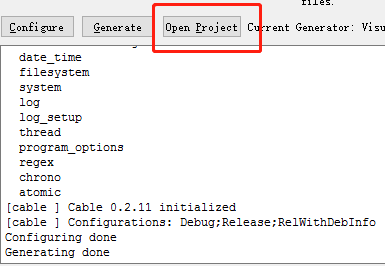 files.
Configure Generate Open Project Current Generator: Visu
date_time
filesystem
system
log
log_setup
thread
program_options
regex
chrono
atomic
[cable ] Cable 0.2.11 initialized
[cable ] Configurations: Debug;Release;RelWithDebInfo
Configuring done
Generating done